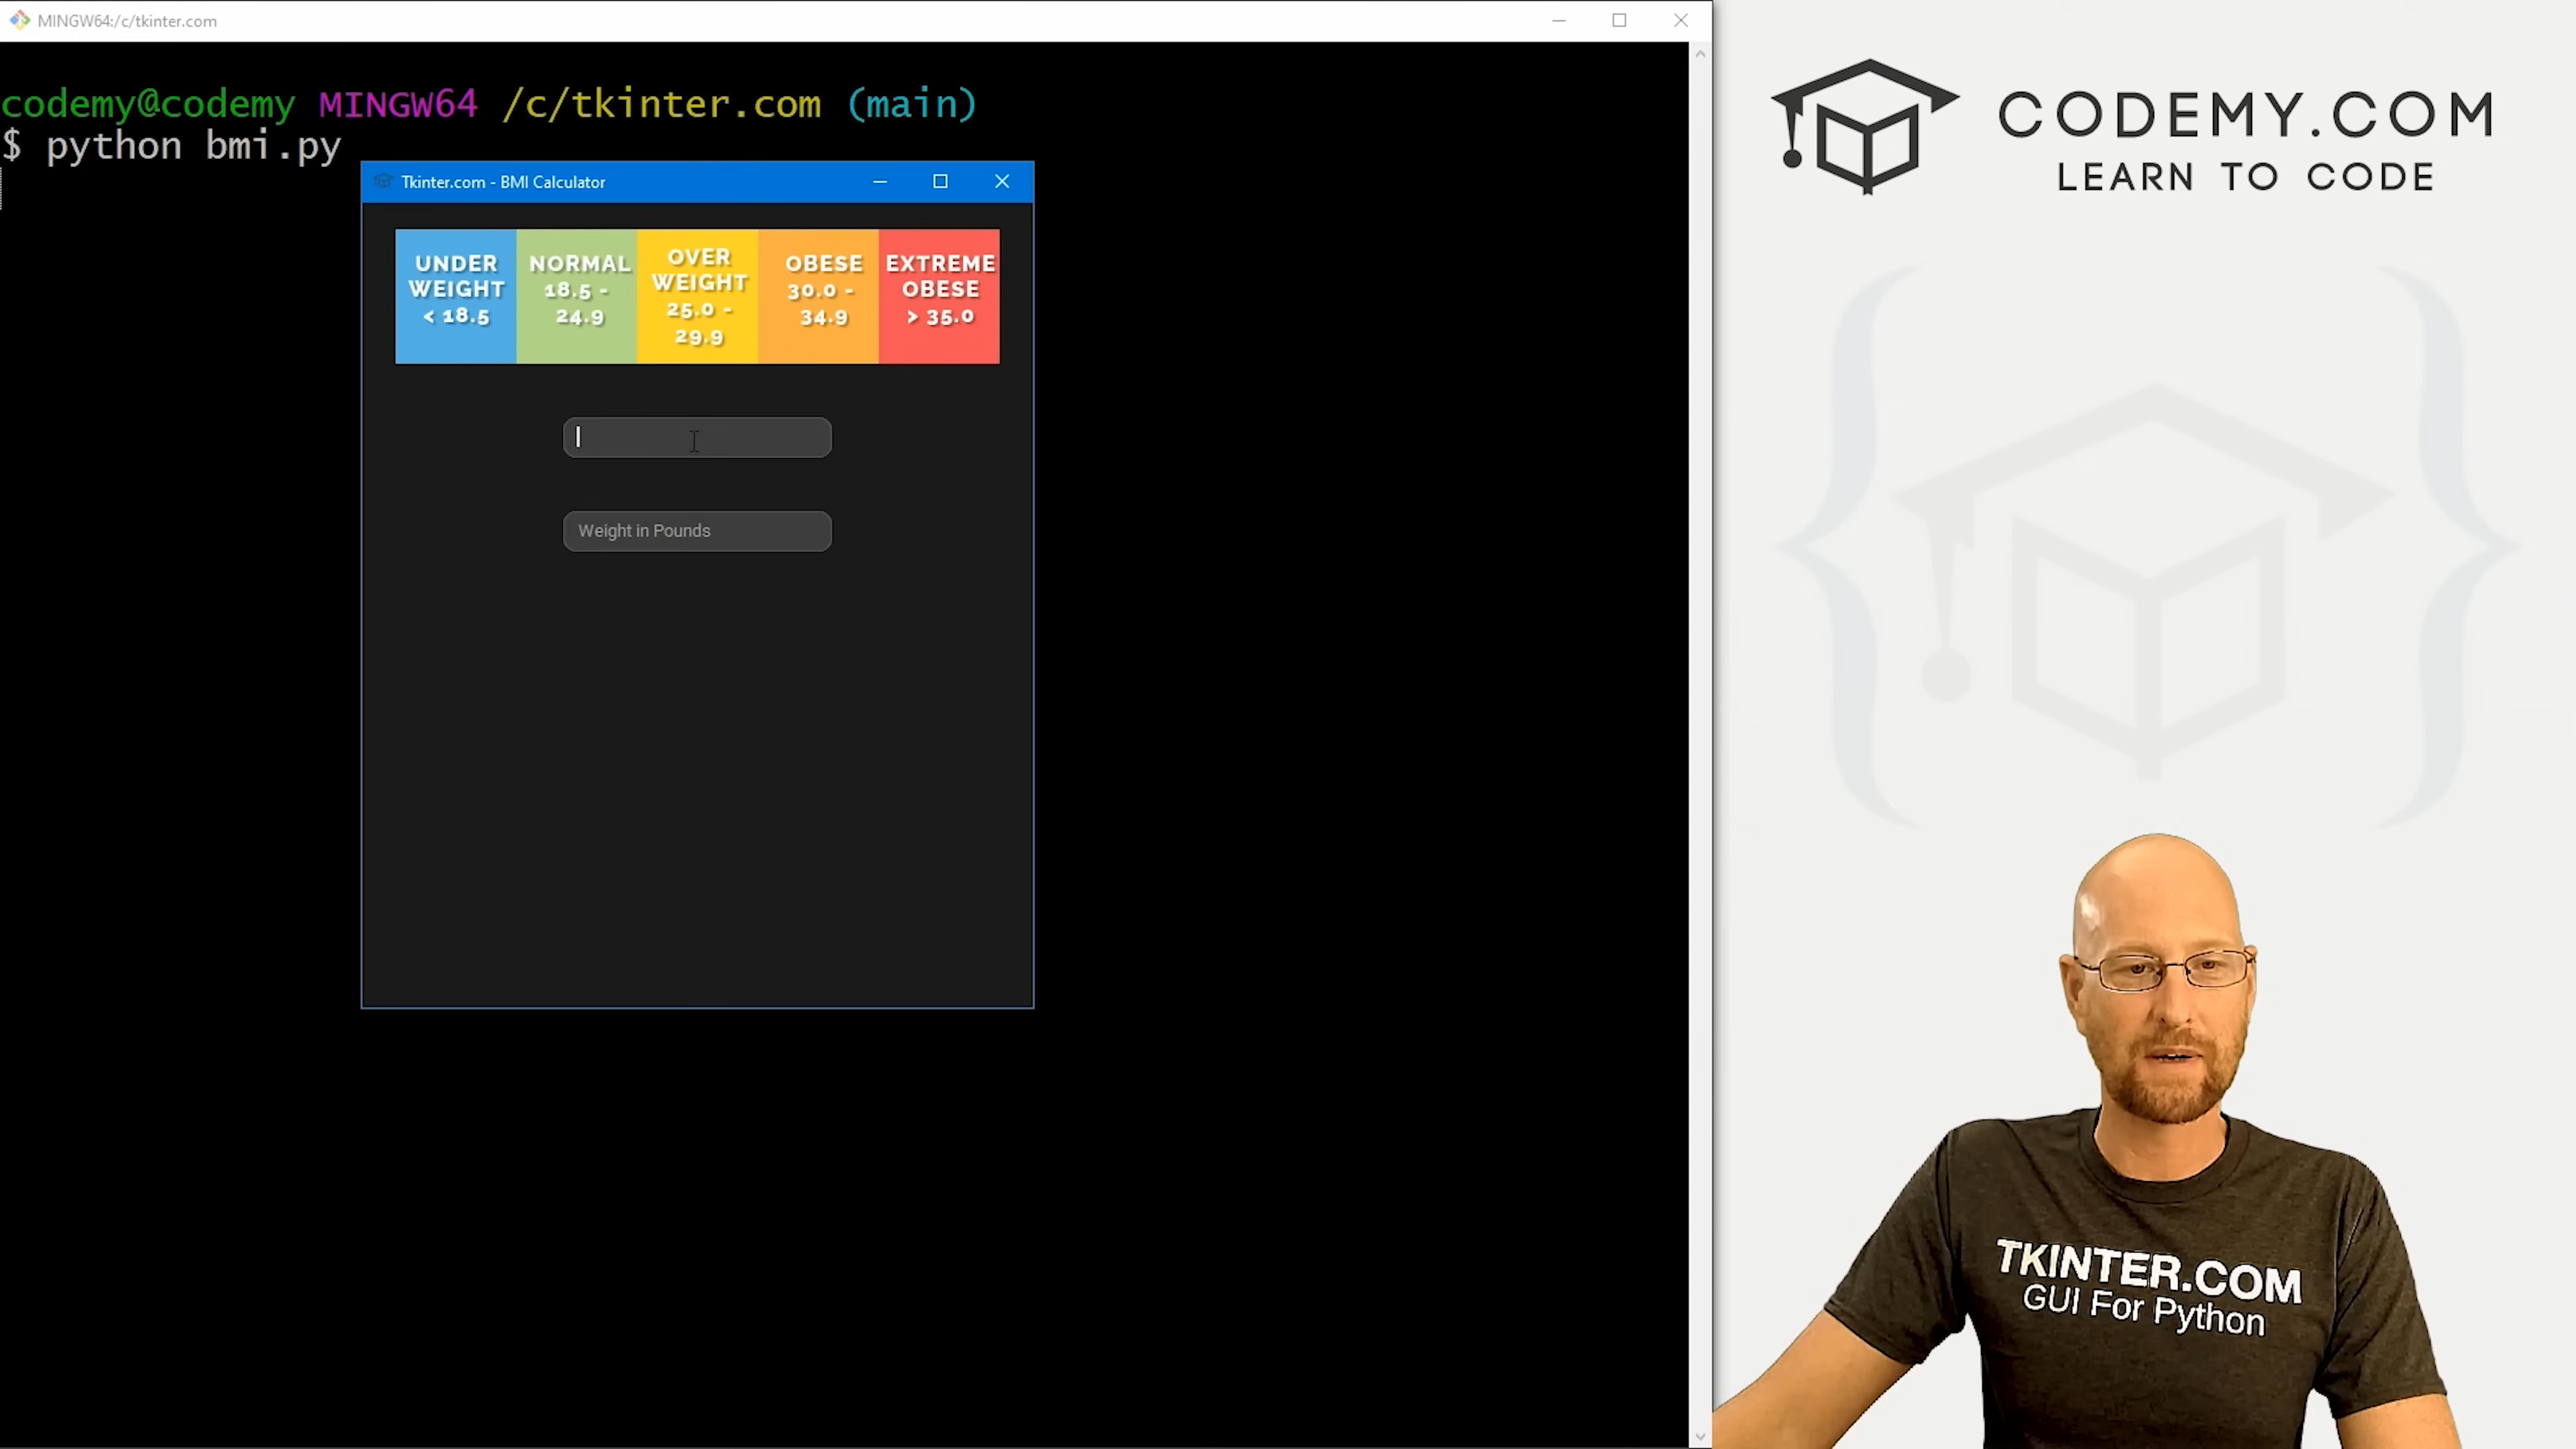 MINGW64:/c/tkinter.com
codemy@codemy MINGW64 /c/tkinter.com (main)
$ python bmi.py
Tkinter.com - BMI Calculator
UNDER
WEIGHT
< 18.5
NORMAL
18.5 -
24.9
OVER
WEIGHT
25.0 -
29.9
OBESE
30.0 -
34.9
EXTREME
OBESE
> 35.0
Weight in Pounds
CODEMY.COM
LEARN TO CODE
TKINTER.COM
GUI For Python